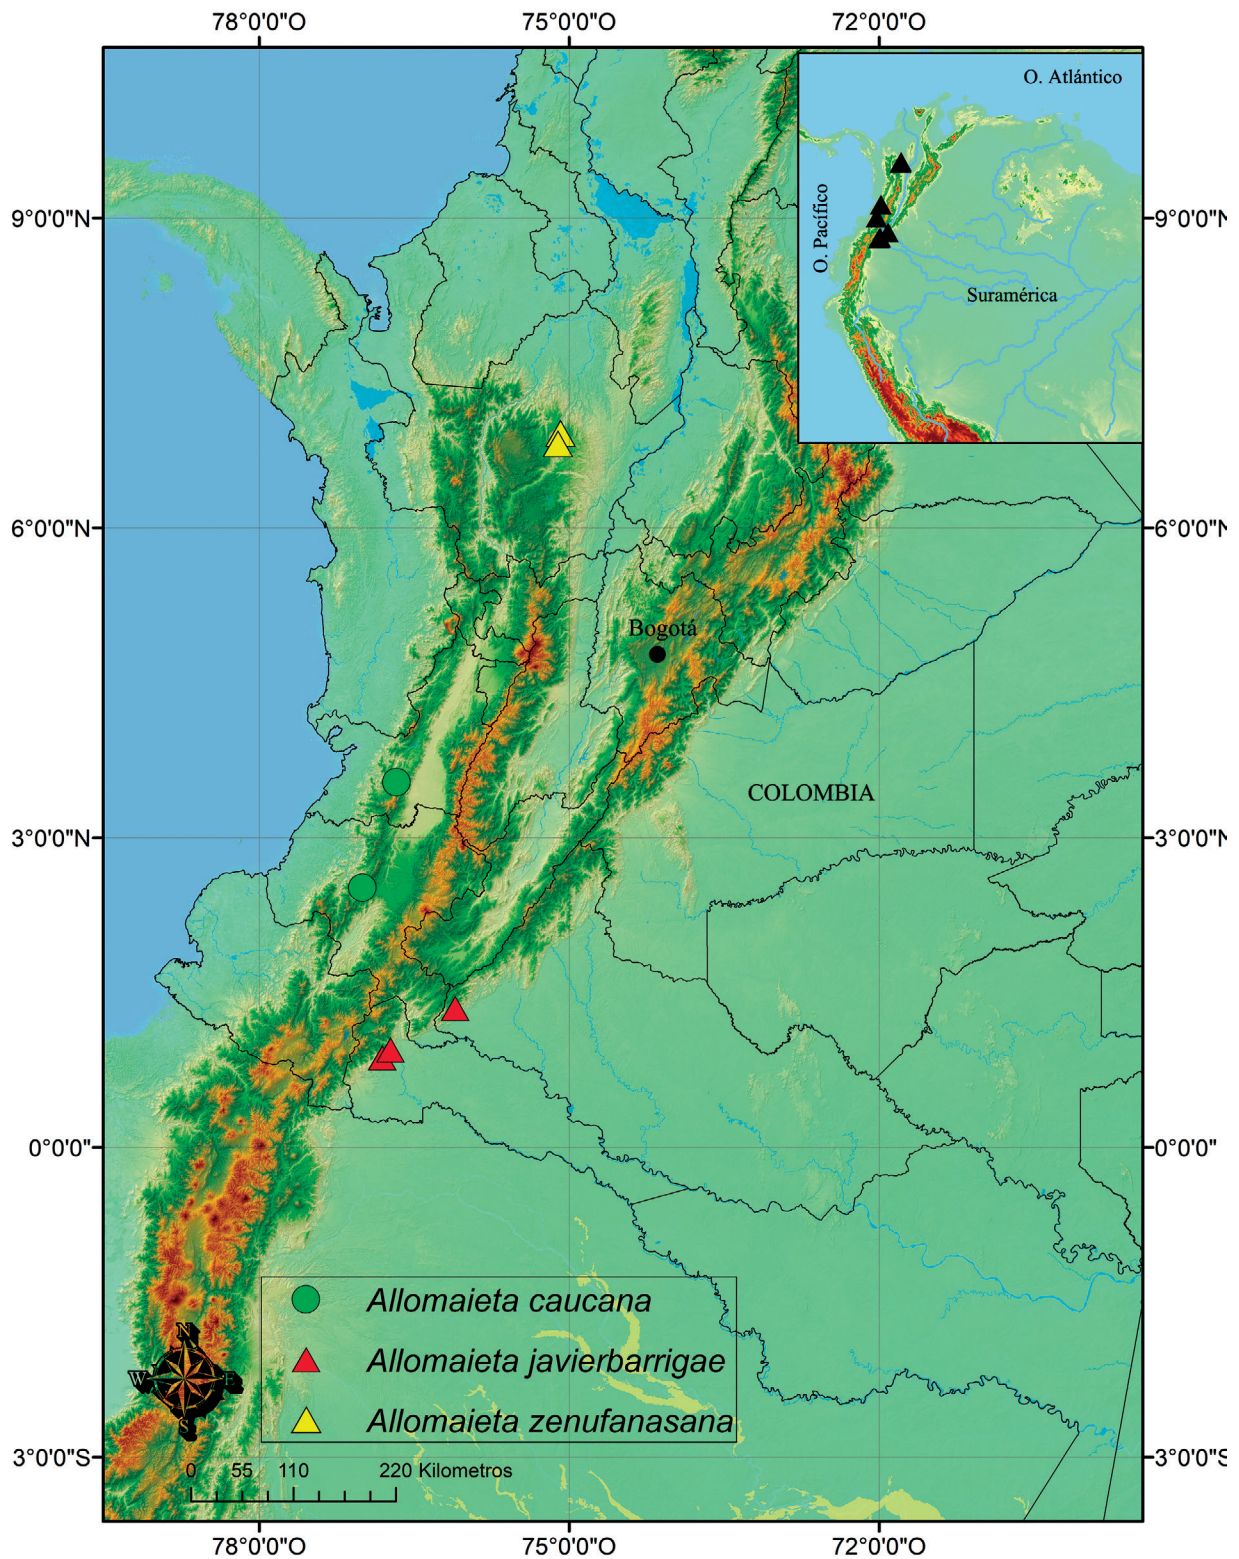 78°0'0"O 75°0'0"O 72°0'0"O
O. Atlántico
O. Pacífico
Suramérica
9°0'0"N 9°0'0"N
6°0'0"N 6°0'0"N
Bogotá
COLOMBIA
3°0'0"N 3°0'0"N
0°0'0" 0°0'0"
Allomaieta caucana
Allomaieta javierbarrigae
Allomaieta zenufanasana
N
W E
S
3°0'0"S 3°0'0"S
0 55 110 220 Kilometros
78°0'0"O 75°0'0"O 72°0'0"O